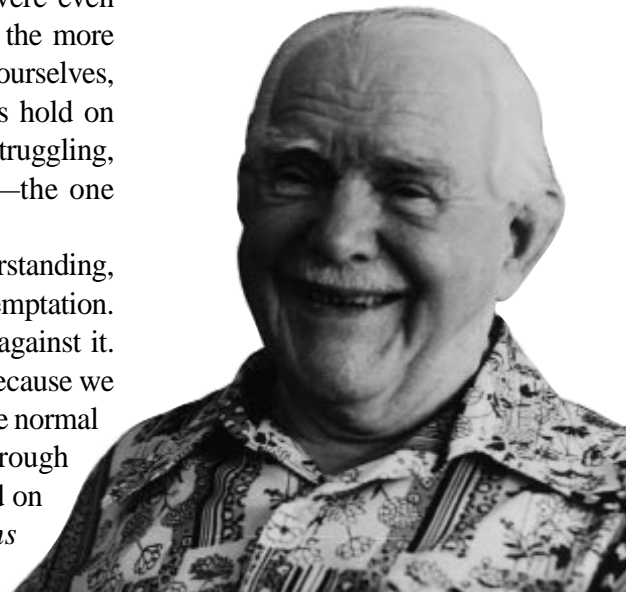 were even
the more
ourselves,
s hold on
truggling,
—the one
rstanding,
emptation.
against it.
ecause we
e normal
rough
d on
ns